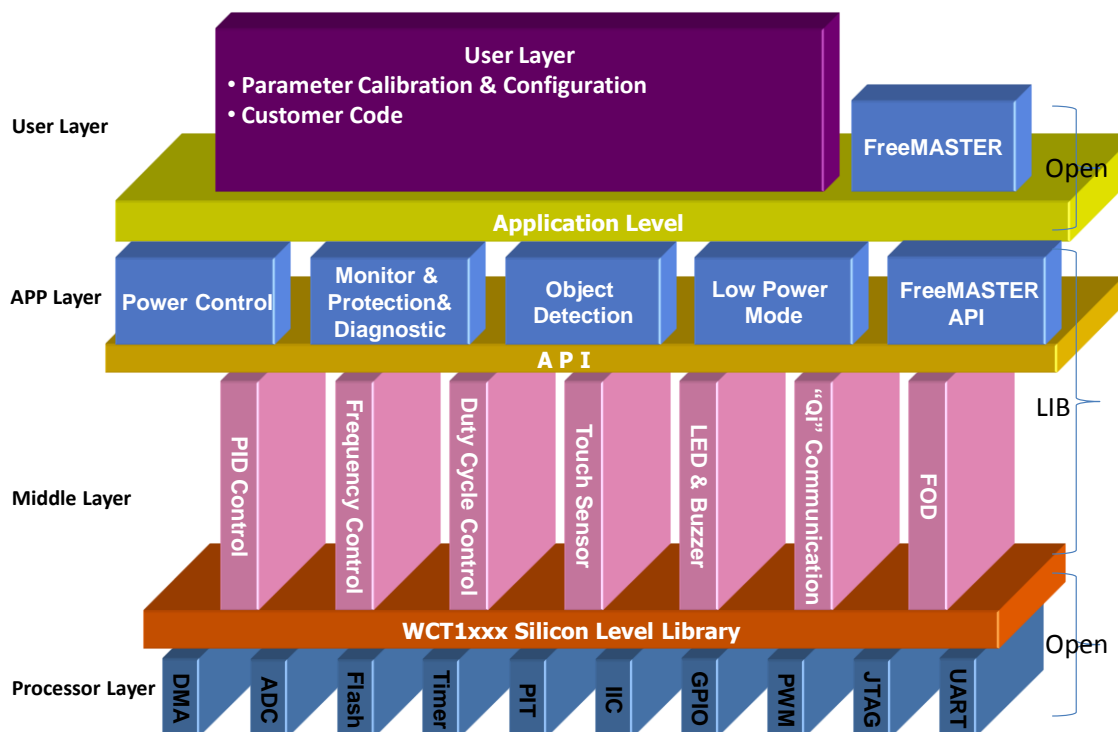 User Layer
• Parameter Calibration & Configuration
• Customer Code
User Layer
FreeMASTER
Open
Application Level
APP Layer
Power Control
Monitor &
Protection&
Diagnostic
Object
Detection
Low Power
Mode
FreeMASTER
API
A P I
LIB
Middle Layer
PID Control
Frequency Control
Duty Cycle Control
Touch Sensor
LED & Buzzer
“Qi” Communication
FOD
WCT1xxx Silicon Level Library
Open
Processor Layer
DMA
ADC
Flash
Timer
PIT
IIC
GPIO
PWM
JTAG
UART